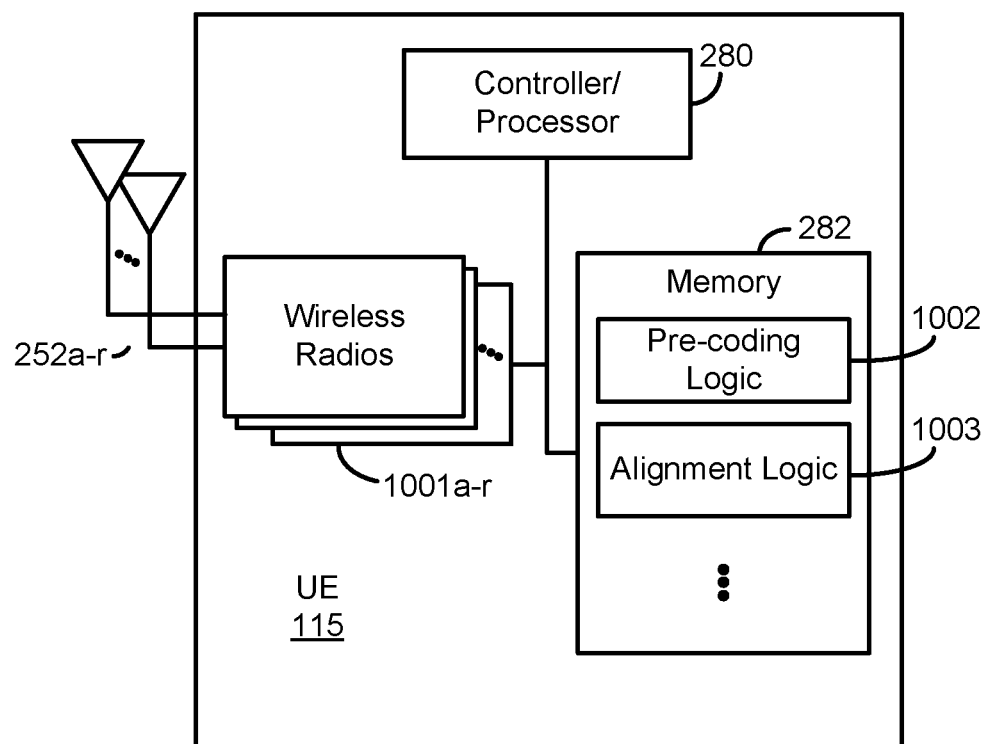 280
Controller/
Processor
282
Memory
Wireless
Radios
1002
Pre-coding
Logic
252a-r
1003
Alignment Logic
1001a-r
UE
115